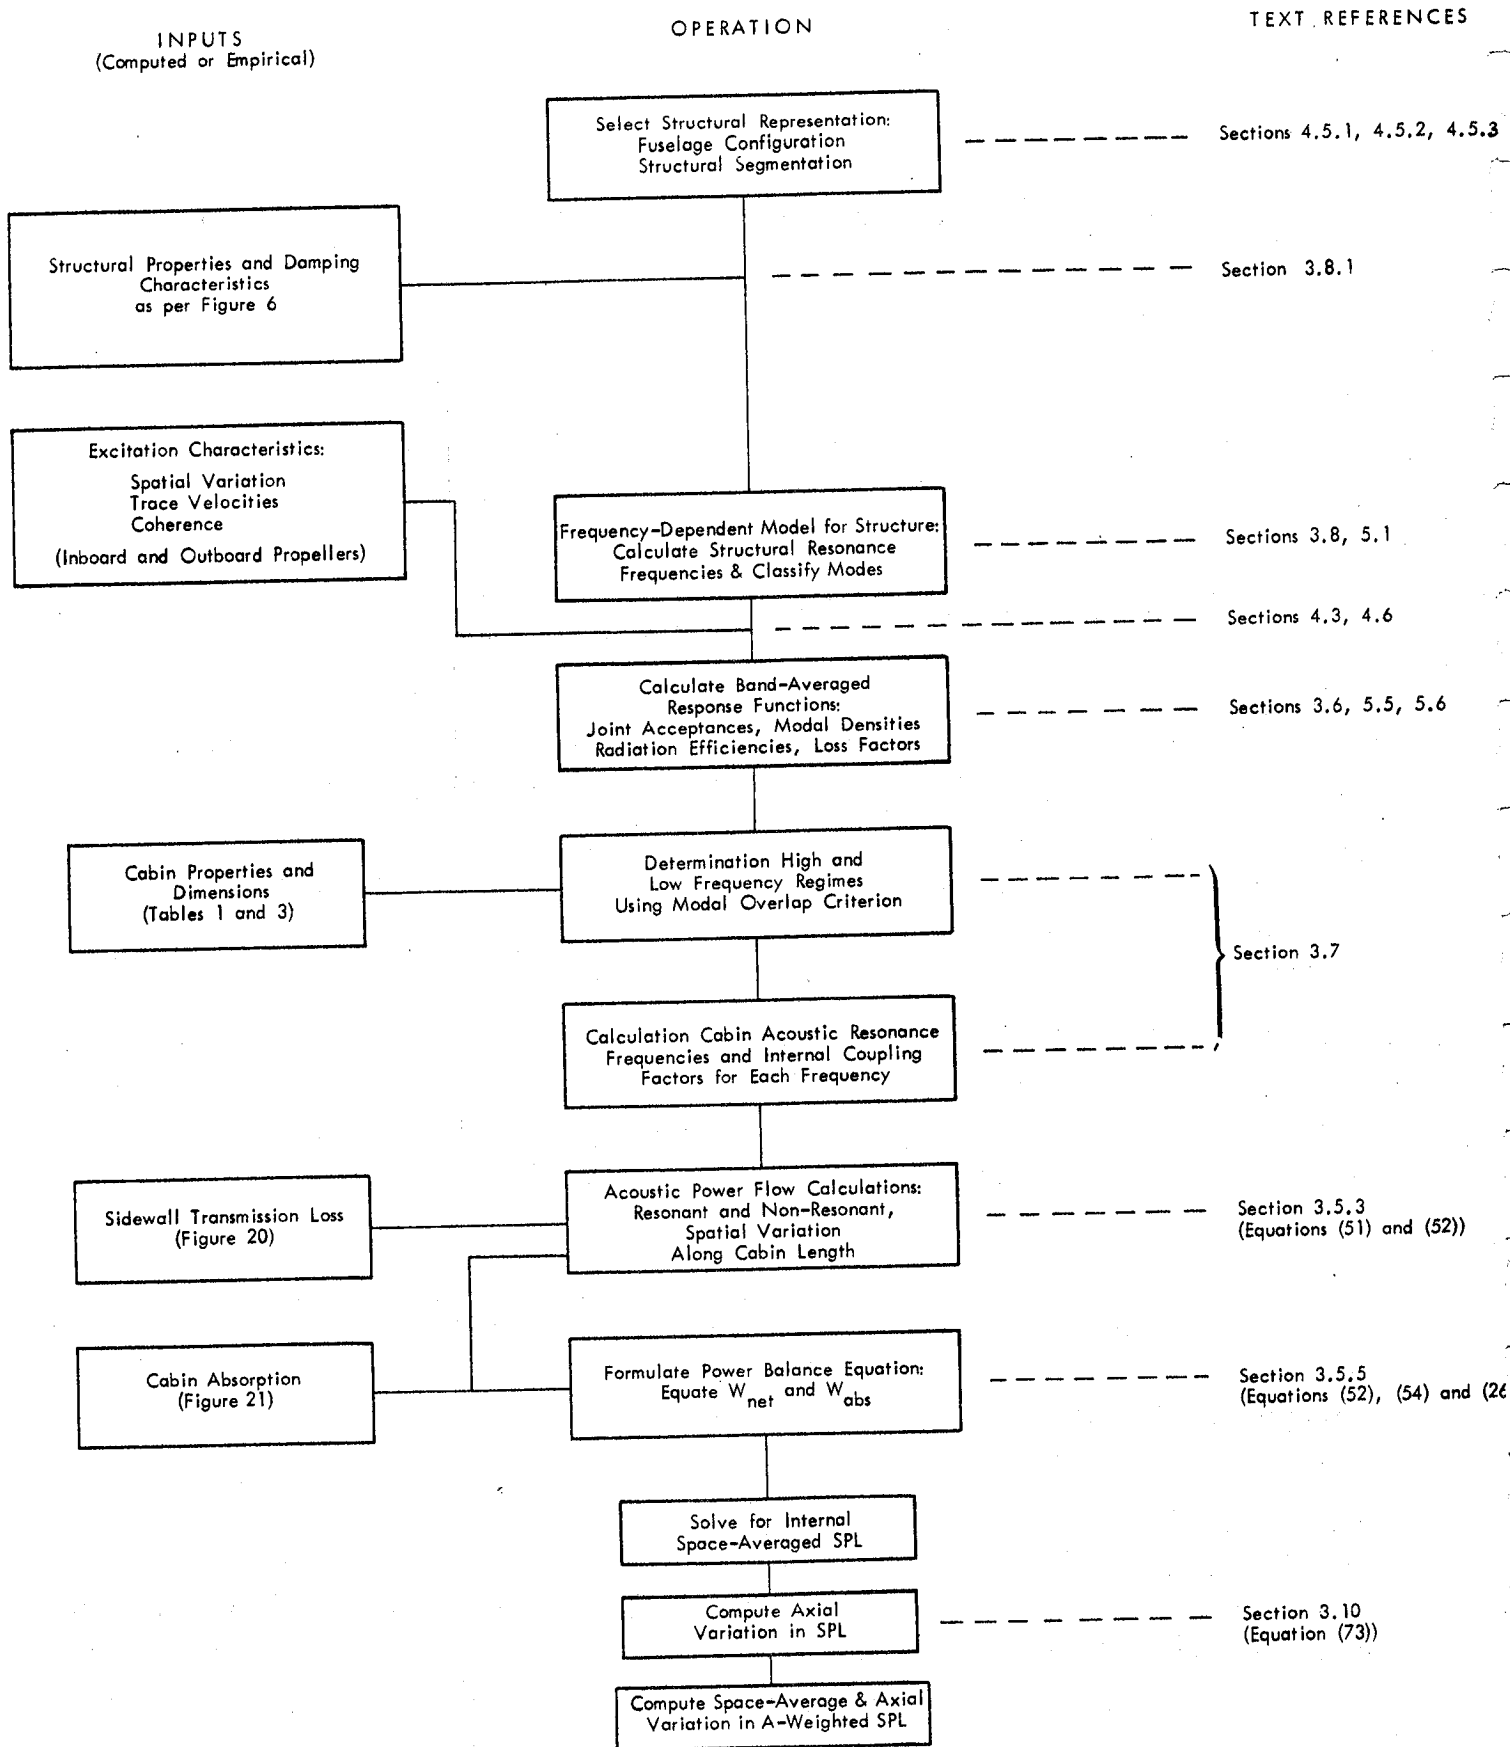 INPUTS
(Computed or Empirical)
OPERATION
TEXT REFERENCES
Select Structural Representation:
Fuselage Configuration
Structural Segmentation
Sections 4.5.1, 4.5.2, 4.5.3
Structural Properties and Damping
Characteristics
as per Figure 6
Section 3.8.1
Excitation Characteristics:
Spatial Variation
Trace Velocities
Coherence
(Inboard and Outboard Propellers)
Frequency-Dependent Model for Structure:
Calculate Structural Resonance
Frequencies & Classify Modes
Sections 3.8, 5.1
Sections 4.3, 4.6
Calculate Band-Averaged
Response Functions:
Joint Acceptances, Modal Densities
Radiation Efficiencies, Loss Factors
Sections 3.6, 5.5, 5.6
Cabin Properties and
Dimensions
(Tables 1 and 3)
Determination High and
Low Frequency Regimes
Using Modal Overlap Criterion
Section 3.7
Calculation Cabin Acoustic Resonance
Frequencies and Internal Coupling
Factors for Each Frequency
Sidewall Transmission Loss
(Figure 20)
Acoustic Power Flow Calculations:
Resonant and Non-Resonant,
Spatial Variation
Along Cabin Length
Section 3.5.3
(Equations (51) and (52))
Cabin Absorption
(Figure 21)
Formulate Power Balance Equation:
Equate W net and W abs
Section 3.5.5
(Equations (52), (54) and (26
Solve for Internal
Space-Averaged SPL
Compute Axial
Variation in SPL
Section 3.10
(Equation (73))
Compute Space-Average & Axial
Variation in A-Weighted SPL